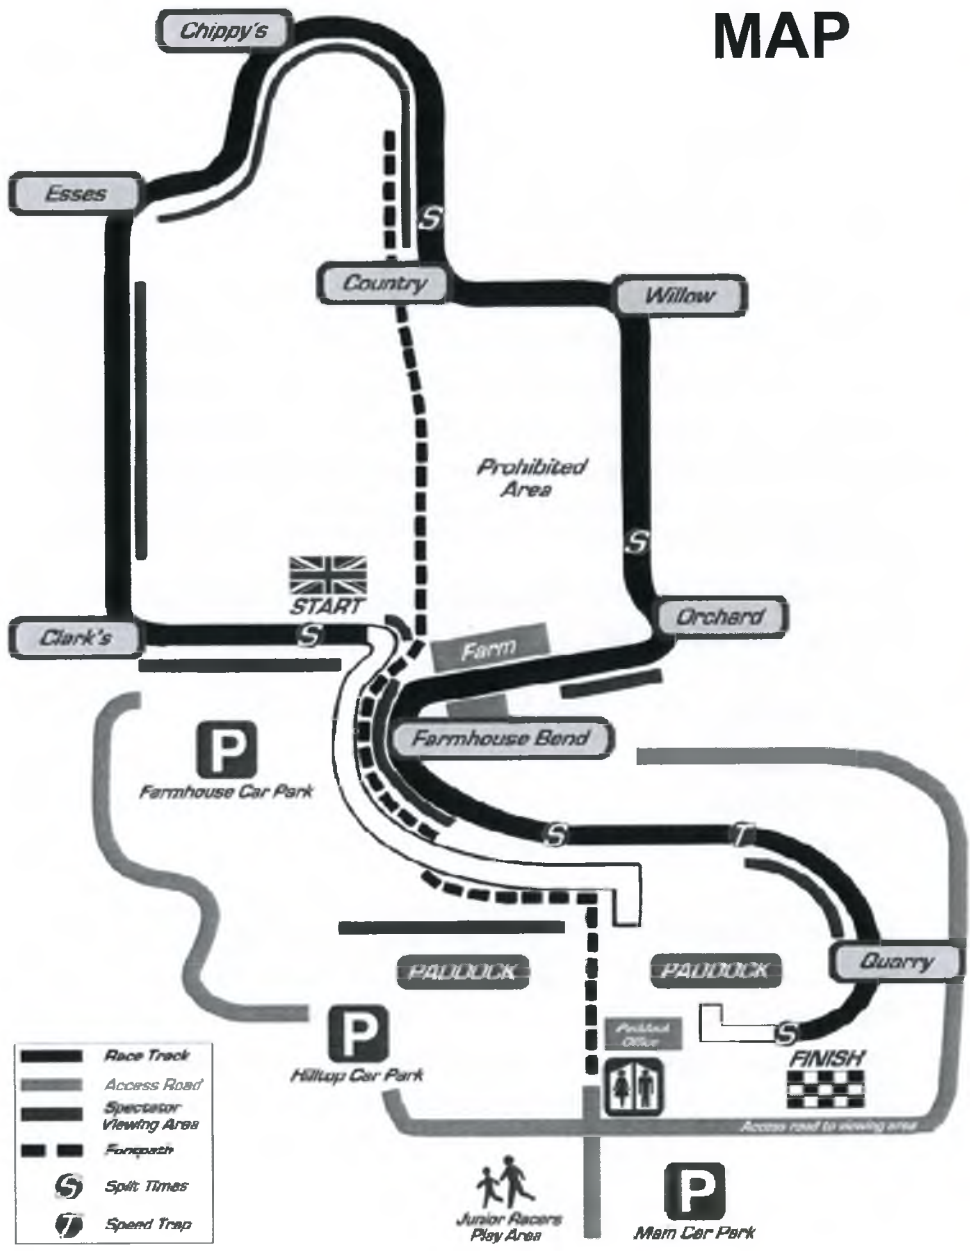 MAP
Chippy's
Esses
S
Country
Willow
Prohibited
Area
S
START
Orchard
Clark's
S
Farm
Farmhouse Bend
P
Farmhouse Car Park
S
T
Quarry
PADDOCK
PADDOCK
P
Hilltop Car Park
Paddock
Office
S
FINISH
Race Track
Access Road
Spectator
Viewing Area
Footpath
S Split Times
T Speed Trap
Access road to viewing area
Junior Racers
Play Area
P
Main Car Park